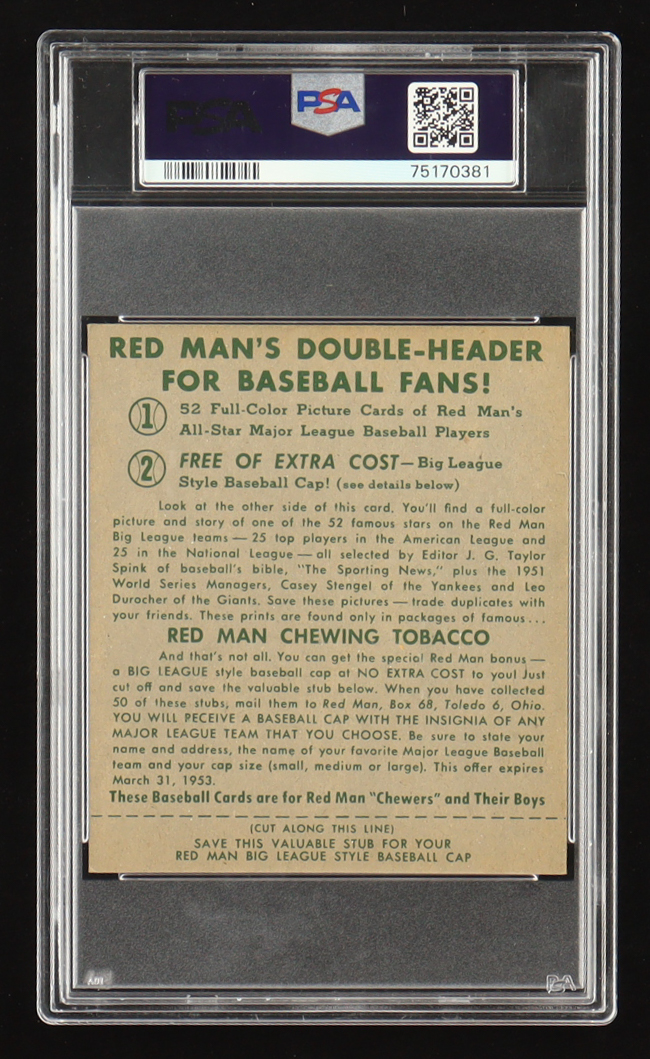 PSA
PSA
75170381
RED MAN'S DOUBLE-HEADER
FOR BASEBALL FANS!
1 52 Full-Color Picture Cards of Red Man's
All-Star Major League Baseball Players
2 FREE OF EXTRA COST—Big League
Style Baseball Cap! (see details below)
Look at the other side of this card. You'll find a full-color
picture and story of one of the 52 famous stars on the Red Man
Big League teams — 25 top players in the American League and
25 in the National League — all selected by Editor J. G. Taylor
Spink of baseball's bible, "The Sporting News," plus the 1951
World Series Managers, Casey Stengel of the Yankees and Leo
Durocher of the Giants. Save these pictures — trade duplicates with
your friends. These prints are found only in packages of famous...
RED MAN CHEWING TOBACCO
And that's not all. You can get the special Red Man bonus —
a BIG LEAGUE style baseball cap at NO EXTRA COST to you! Just
cut off and save the valuable stub below. When you have collected
50 of these stubs, mail them to Red Man, Box 68, Toledo 6, Ohio.
YOU WILL PECEIVE A BASEBALL CAP WITH THE INSIGNIA OF ANY
MAJOR LEAGUE TEAM THAT YOU CHOOSE. Be sure to state your
name and address, the name of your favorite Major League Baseball
team and your cap size (small, medium or large). This offer expires
March 31, 1953.
These Baseball Cards are for Red Man "Chewers" and Their Boys
(CUT ALONG THIS LINE)
SAVE THIS VALUABLE STUB FOR YOUR
RED MAN BIG LEAGUE STYLE BASEBALL CAP